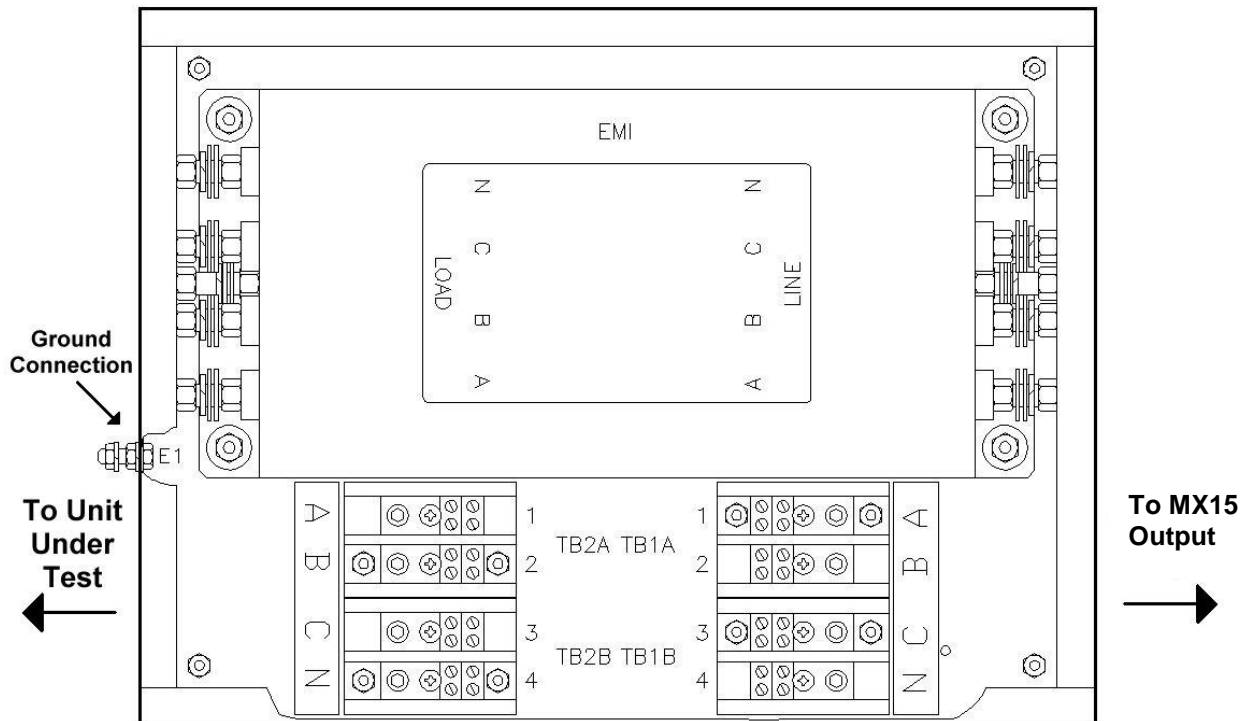 EMI
N N
C C
LOAD LINE
B B
A A
Ground
Connection
E1
To Unit
Under
Test
To MX15
Output
A 1 1 A
TB2A TB1A
B 2 2 B
C 3 3 C
TB2B TB1B
N 4 4 N